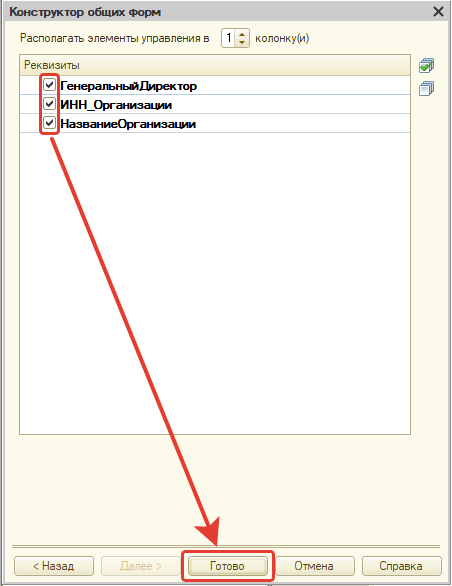 Конструктор общих форм
Располагать элементы управления в 1 колонку(и)
Реквизиты
ГенеральныйДиректор
ИНН_Организации
НазваниеОрганизации
< Назад Далее > Готово Отмена Справка